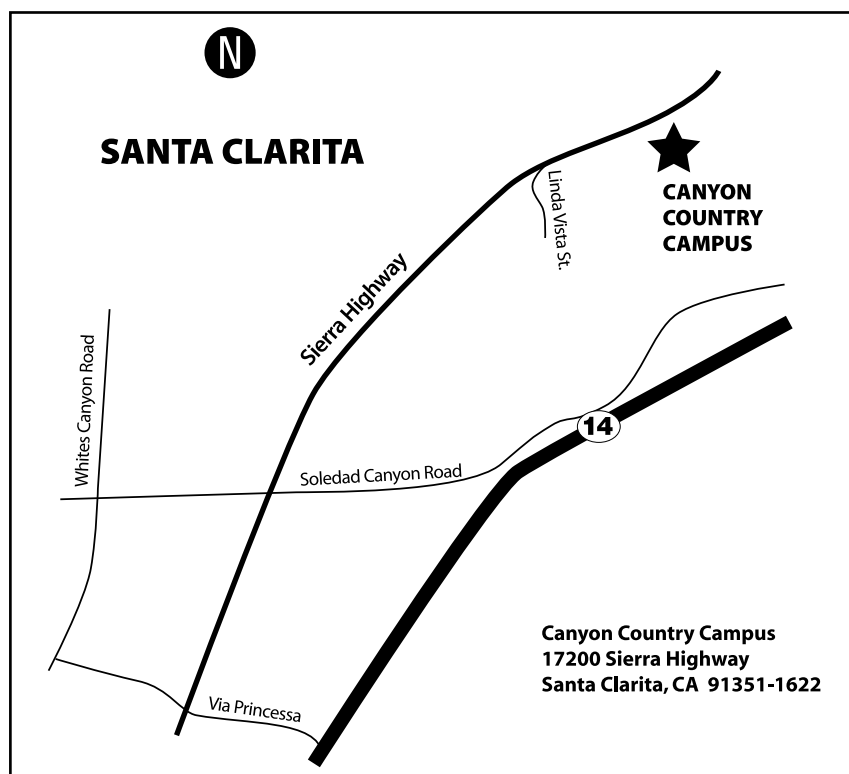 N
SANTA CLARITA
Linda Vista St.
CANYON
COUNTRY
CAMPUS
Sierra Highway
Whites Canyon Road
14
Soledad Canyon Road
Canyon Country Campus
17200 Sierra Highway
Santa Clarita, CA 91351-1622
Via Princessa